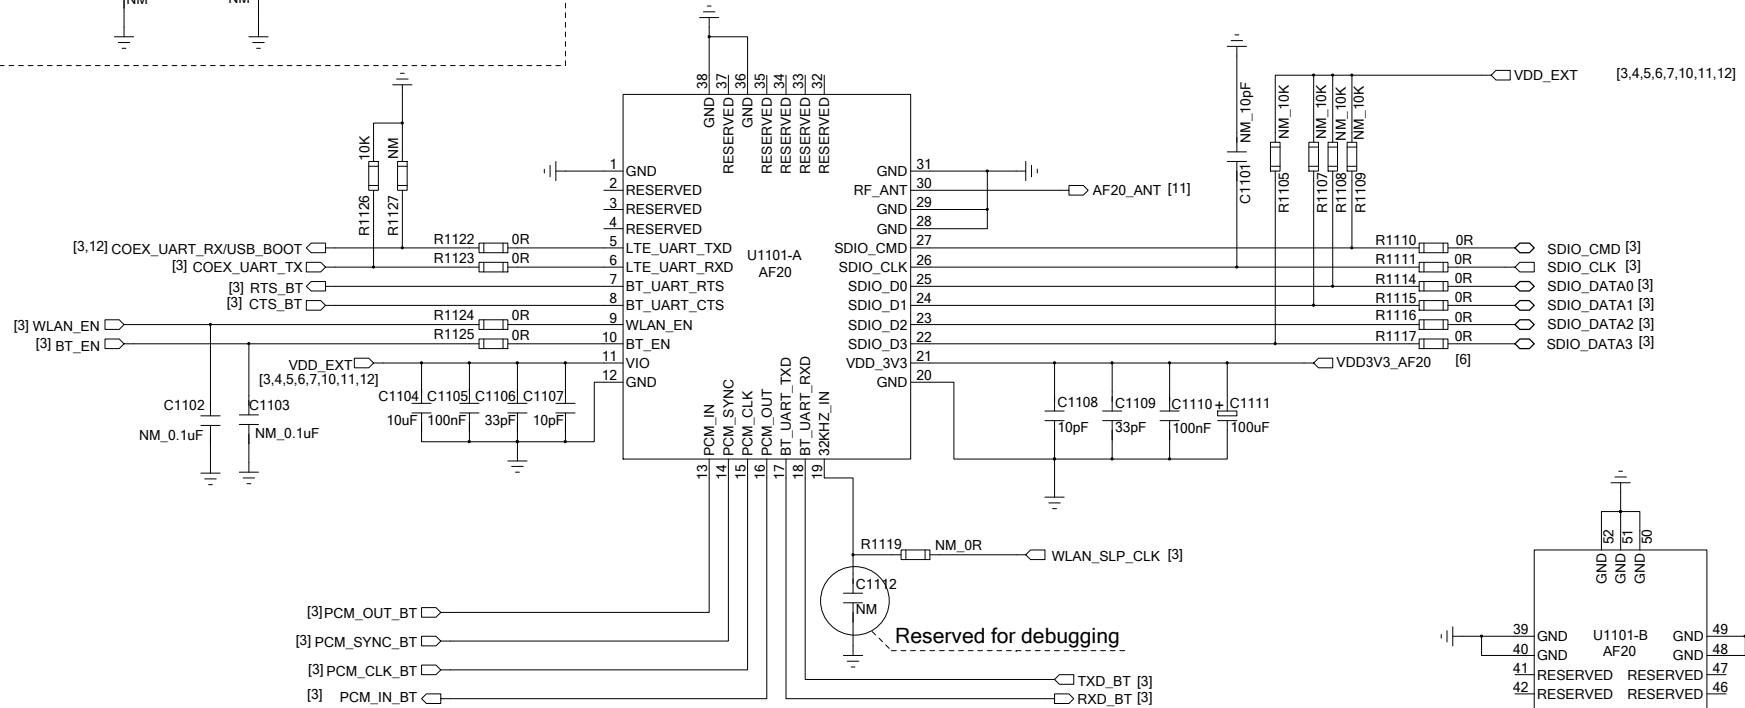 NM NM
38 37 36 35 34 33 32
GND RESERVED GND RESERVED RESERVED RESERVED RESERVED
VDD_EXT [3,4,5,6,7,10,11,12]
10K NM
R1126 R1127
NM_10pF NM_10K NM_10K NM_10K NM_10K
C1101 R1105 R1107 R1108 R1109
U1101-A
AF20
1 GND
2 RESERVED
3 RESERVED
4 RESERVED
[3,12] COEX_UART_RX/USB_BOOT R1122 0R 5 LTE_UART_TXD
[3] COEX_UART_TX R1123 0R 6 LTE_UART_RXD
[3] RTS_BT 7 BT_UART_RTS
[3] CTS_BT 8 BT_UART_CTS
[3] WLAN_EN R1124 0R 9 WLAN_EN
[3] BT_EN R1125 0R 10 BT_EN
VDD_EXT 11 VIO
[3,4,5,6,7,10,11,12] 12 GND
GND 31
RF_ANT 30 AF20_ANT [11]
GND 29
GND 28
SDIO_CMD 27 R1110 0R SDIO_CMD [3]
SDIO_CLK 26 R1111 0R SDIO_CLK [3]
SDIO_D0 25 R1114 0R SDIO_DATA0 [3]
SDIO_D1 24 R1115 0R SDIO_DATA1 [3]
SDIO_D2 23 R1116 0R SDIO_DATA2 [3]
SDIO_D3 22 R1117 0R SDIO_DATA3 [3]
VDD_3V3 21 VDD3V3_AF20 [6]
GND 20
C1102 C1103
NM_0.1uF NM_0.1uF
C1104 C1105 C1106 C1107
10uF 100nF 33pF 10pF
C1108 C1109 C1110 + C1111
10pF 33pF 100nF 100uF
PCM_IN PCM_SYNC PCM_CLK PCM_OUT BT_UART_TXD BT_UART_RXD 32KHZ_IN
13 14 15 16 17 18 19
R1119 NM_0R WLAN_SLP_CLK [3]
C1112
NM
Reserved for debugging
[3] PCM_OUT_BT
[3] PCM_SYNC_BT
[3] PCM_CLK_BT
[3] PCM_IN_BT
TXD_BT [3]
RXD_BT [3]
52 51 50
GND GND GND
U1101-B
AF20
39 GND GND 49
40 GND GND 48
41 RESERVED RESERVED 47
42 RESERVED RESERVED 46